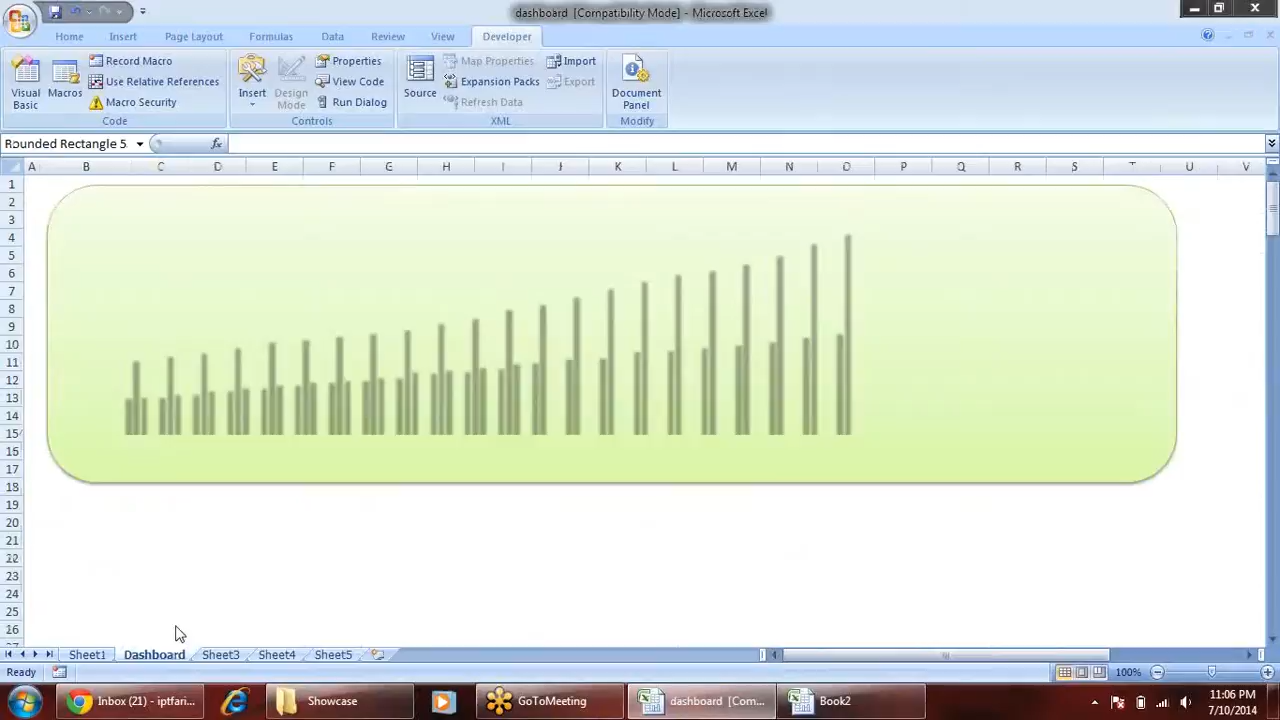 dashboard [Compatibility Mode] - Microsoft Excel
Home Insert Page Layout Formulas Data Review View Developer
Visual Basic
Macros
Record Macro
Use Relative References
Macro Security
Code
Insert
Design Mode
Properties
View Code
Run Dialog
Controls
Source
Map Properties
Expansion Packs
Refresh Data
Import
Export
XML
Document Panel
Modify
Rounded Rectangle 5 fx
A B C D E F G H I J K L M N O P Q R S T U V
1
2
3
4
5
6
7
8
9
10
11
12
13
14
15
16
17
18
19
20
21
22
23
24
25
26
Sheet1 Dashboard Sheet3 Sheet4 Sheet5
Ready 100%
Inbox (21) - iptfari... Showcase GoToMeeting dashboard [Com... Book2 11:06 PM
7/10/2014